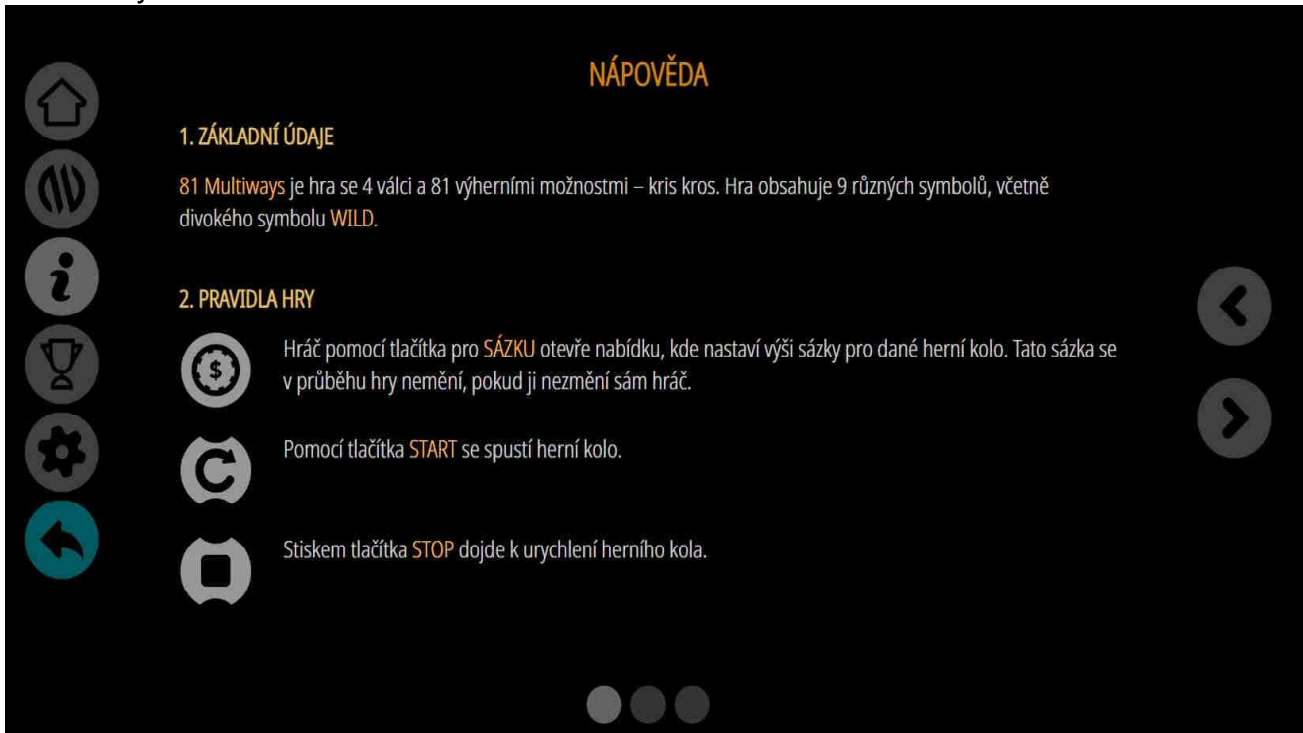 NÁPOVĚDA
1. ZÁKLADNÍ ÚDAJE
81 Multiways je hra se 4 válci a 81 výherními možnostmi – kris kros. Hra obsahuje 9 různých symbolů, včetně
divokého symbolu WILD.
2. PRAVIDLA HRY
Hráč pomocí tlačítka pro SÁZKU otevře nabídku, kde nastaví výši sázky pro dané herní kolo. Tato sázka se
v průběhu hry nemění, pokud ji nezmění sám hráč.
Pomocí tlačítka START se spustí herní kolo.
Stiskem tlačítka STOP dojde k urychlení herního kola.